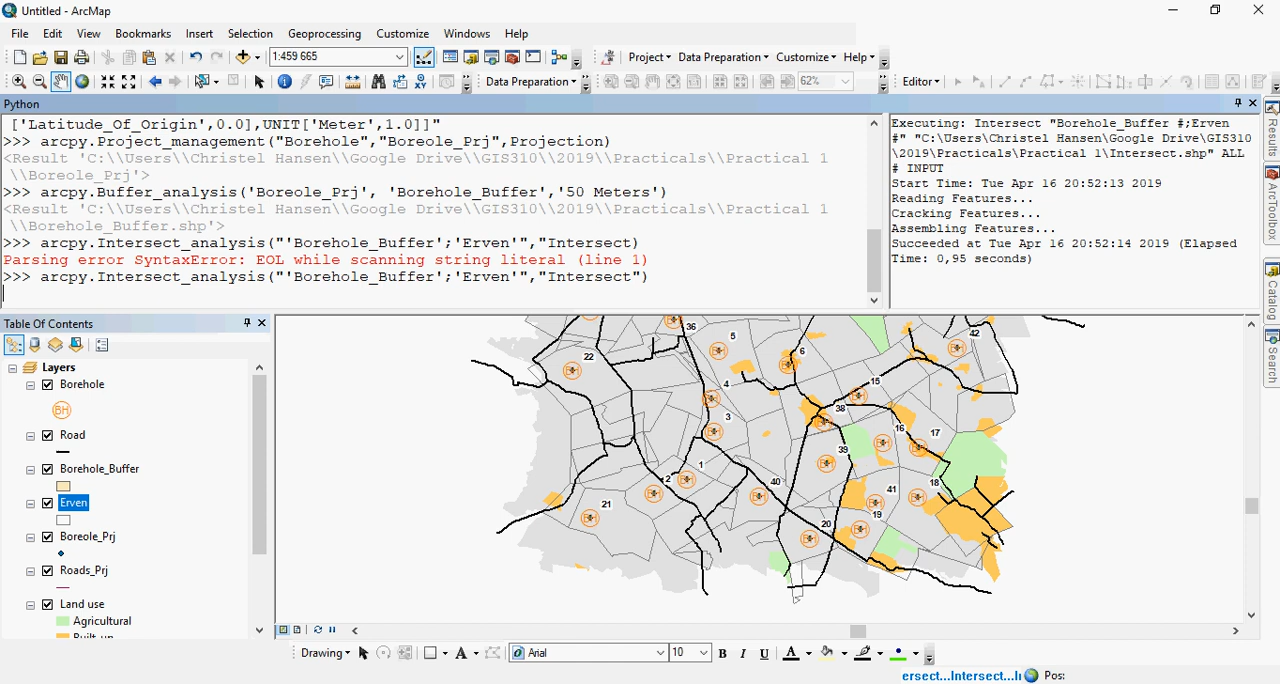 Untitled - ArcMap
File Edit View Bookmarks Insert Selection Geoprocessing Customize Windows Help
1:459 665
Project Data Preparation Customize Help
Data Preparation
62%
Editor
Python
['Latitude_Of_Origin',0.0],UNIT['Meter',1.0]]"
>>> arcpy.Project_management("Borehole","Boreole_Prj",Projection)
<Result 'C:\\Users\\Christel Hansen\\Google Drive\\GIS310\\2019\\Practicals\\Practical 1
\\Boreole_Prj'>
>>> arcpy.Buffer_analysis('Boreole_Prj', 'Borehole_Buffer','50 Meters')
<Result 'C:\\Users\\Christel Hansen\\Google Drive\\GIS310\\2019\\Practicals\\Practical 1
\\Borehole_Buffer.shp'>
>>> arcpy.Intersect_analysis("'Borehole_Buffer';'Erven'","Intersect)
Parsing error SyntaxError: EOL while scanning string literal (line 1)
>>> arcpy.Intersect_analysis("'Borehole_Buffer';'Erven'","Intersect")
Executing: Intersect "Borehole_Buffer #;Erven
#" "C:\Users\Christel Hansen\Google Drive\GIS310
\2019\Practicals\Practical 1\Intersect.shp" ALL
# INPUT
Start Time: Tue Apr 16 20:52:13 2019
Reading Features...
Cracking Features...
Assembling Features...
Succeeded at Tue Apr 16 20:52:14 2019 (Elapsed
Time: 0,95 seconds)
Results
ArcToolbox
Catalog
Search
Table Of Contents
Layers
Borehole
BH
Road
Borehole_Buffer
Erven
Boreole_Prj
Roads_Prj
Land use
Agricultural
Built-up
36
5
42
22
6
4
15
3
38
16
17
39
1
2
40
18
41
21
19
20
Drawing
A
Arial
10
B I U A
ersect...Intersect...I
Pos: